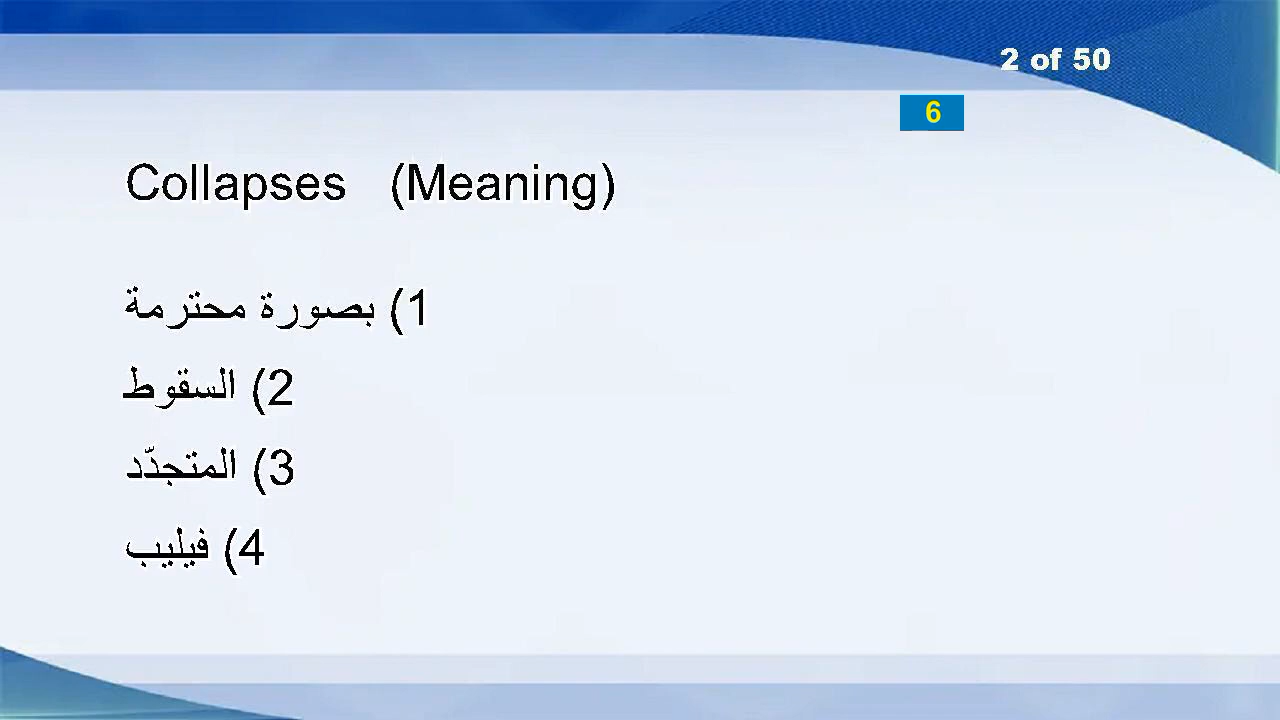 2 of 50
6
Collapses (Meaning)
1) بصورة محترمة
2) السقوط
3) المتجدّد
4) فيليب